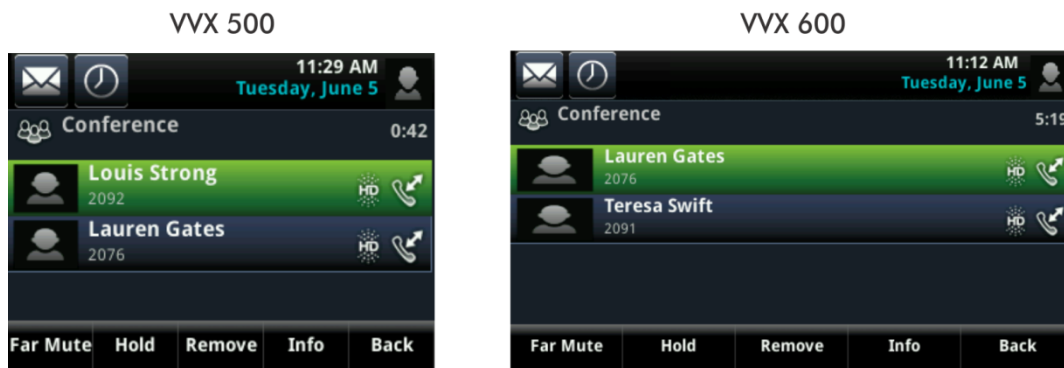 VVX 500
11:29 AM
Tuesday, June 5
Conference
0:42
Louis Strong
2092
HD
Lauren Gates
2076
HD
Far Mute Hold Remove Info Back
VVX 600
11:12 AM
Tuesday, June 5
Conference
5:19
Lauren Gates
2076
HD
Teresa Swift
2091
HD
Far Mute Hold Remove Info Back